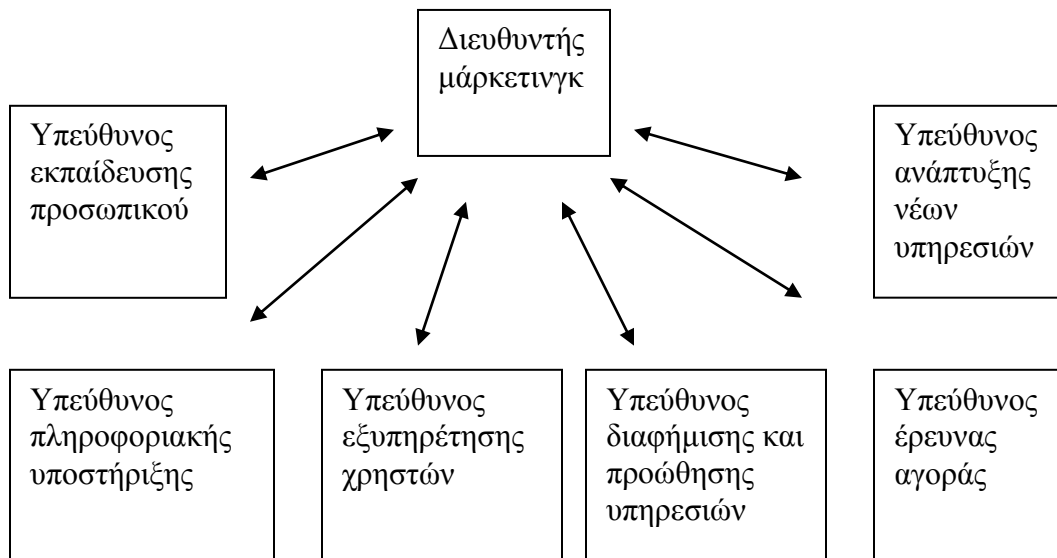 Διευθυντής
μάρκετινγκ
Υπεύθυνος
εκπαίδευσης
προσωπικού
Υπεύθυνος
ανάπτυξης
νέων
υπηρεσιών
Υπεύθυνος
πληροφοριακής
υποστήριξης
Υπεύθυνος
εξυπηρέτησης
χρηστών
Υπεύθυνος
διαφήμισης και
προώθησης
υπηρεσιών
Υπεύθυνος
έρευνας
αγοράς